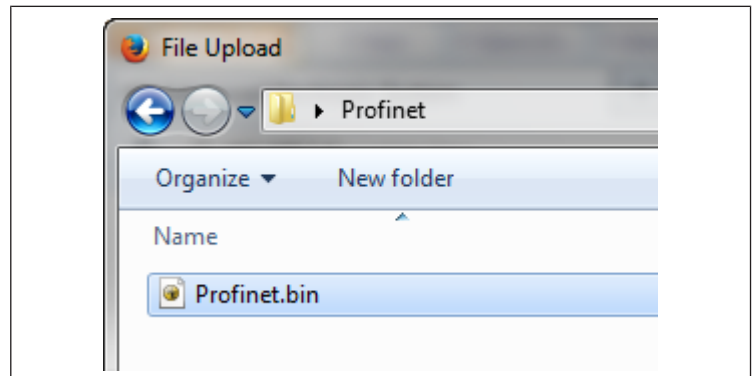 File Upload
Profinet
Organize New folder
Name
Profinet.bin